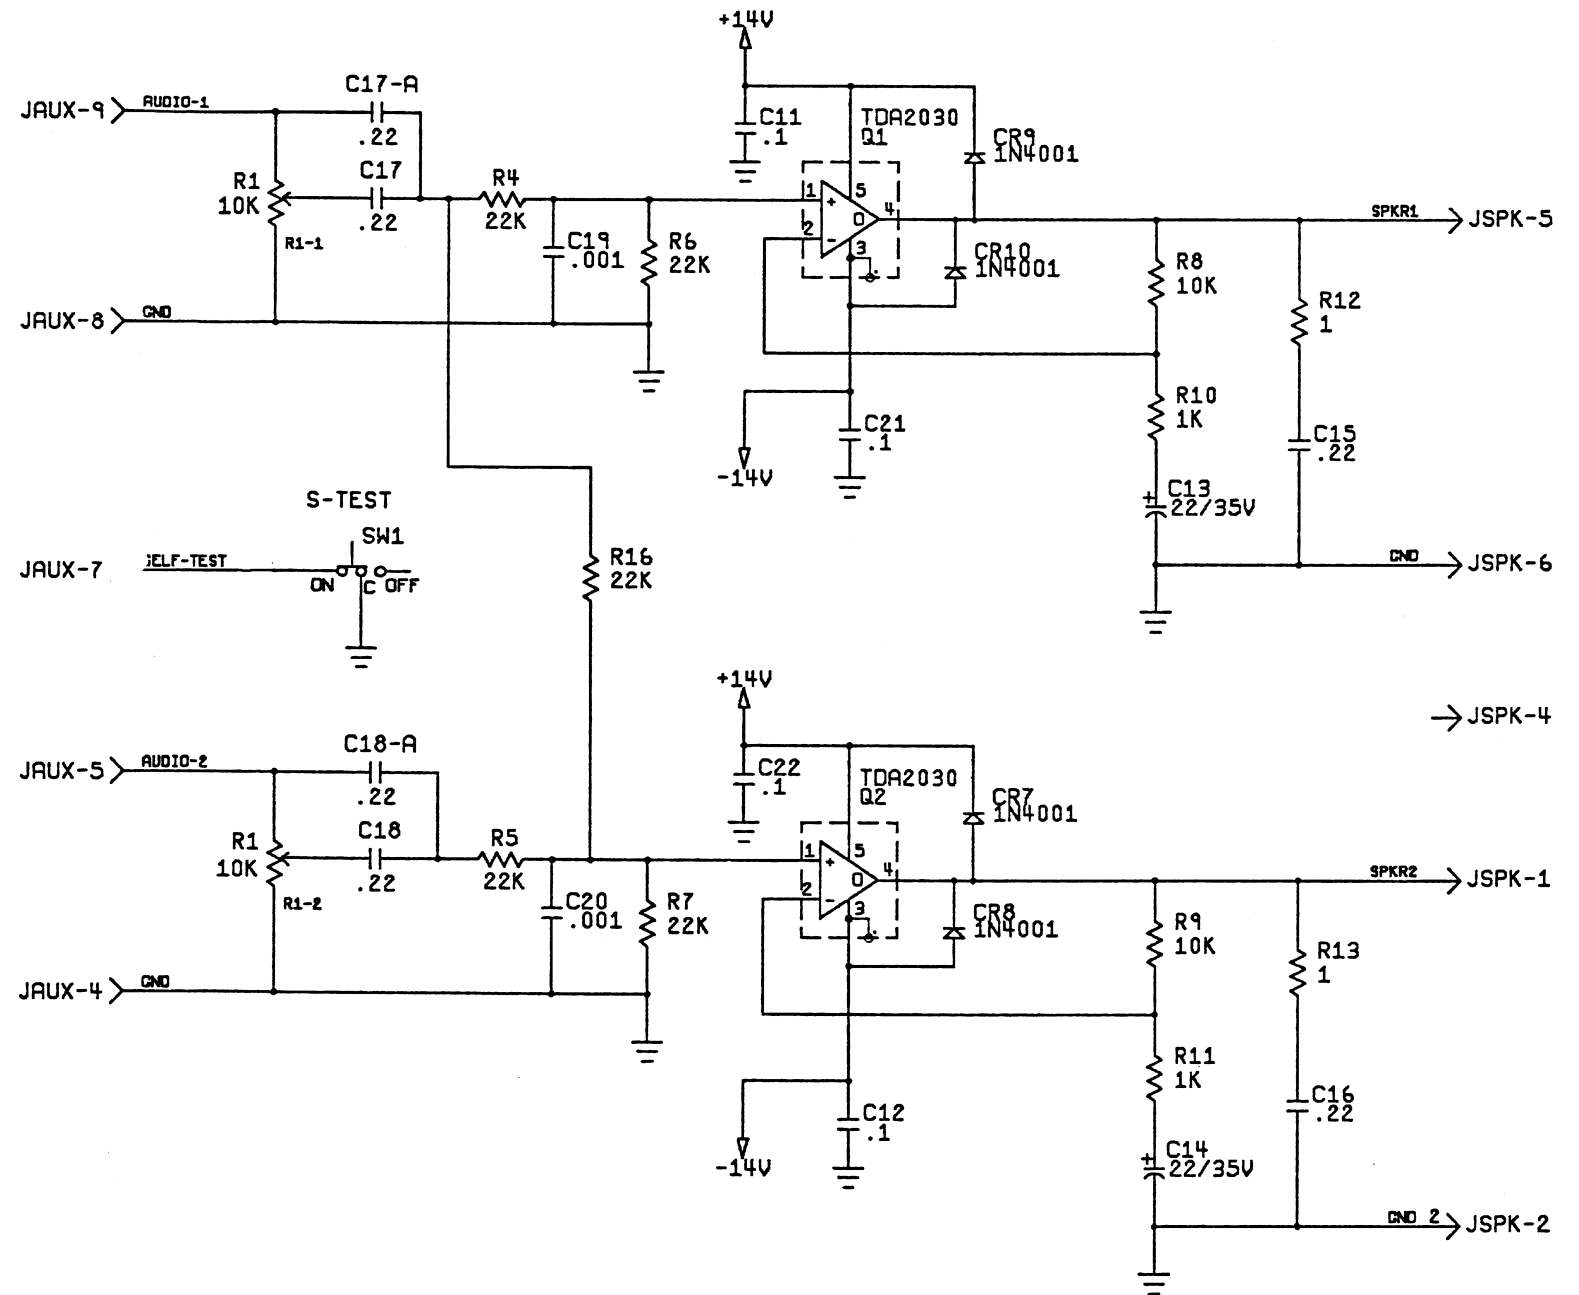 +14V
C17-A
JAUX-9
AUDIO-1
.22
C11
.1
TDA2030
Q1
CR9
1N4001
C17
R1
10K
R4
22K
.22
R1-1
1
5
+
2
-
O
4
3
SPKR1
JSPK-5
C19
.001
R6
22K
CR10
1N4001
R8
10K
JAUX-8
GND
R12
1
R10
1K
C21
.1
C15
.22
-14V
C13
+
22/35V
S-TEST
SW1
JAUX-7
ELF-TEST
ON
C
OFF
R16
22K
GND
JSPK-6
+14V
JSPK-4
C18-A
JAUX-5
AUDIO-2
.22
C22
.1
TDA2030
Q2
CR7
1N4001
C18
R1
10K
R5
22K
.22
R1-2
1
5
+
2
-
O
4
3
SPKR2
JSPK-1
C20
.001
R7
22K
CR8
1N4001
R9
10K
R13
1
JAUX-4
GND
R11
1K
C12
.1
C16
.22
-14V
C14
+
22/35V
GND 2
JSPK-2